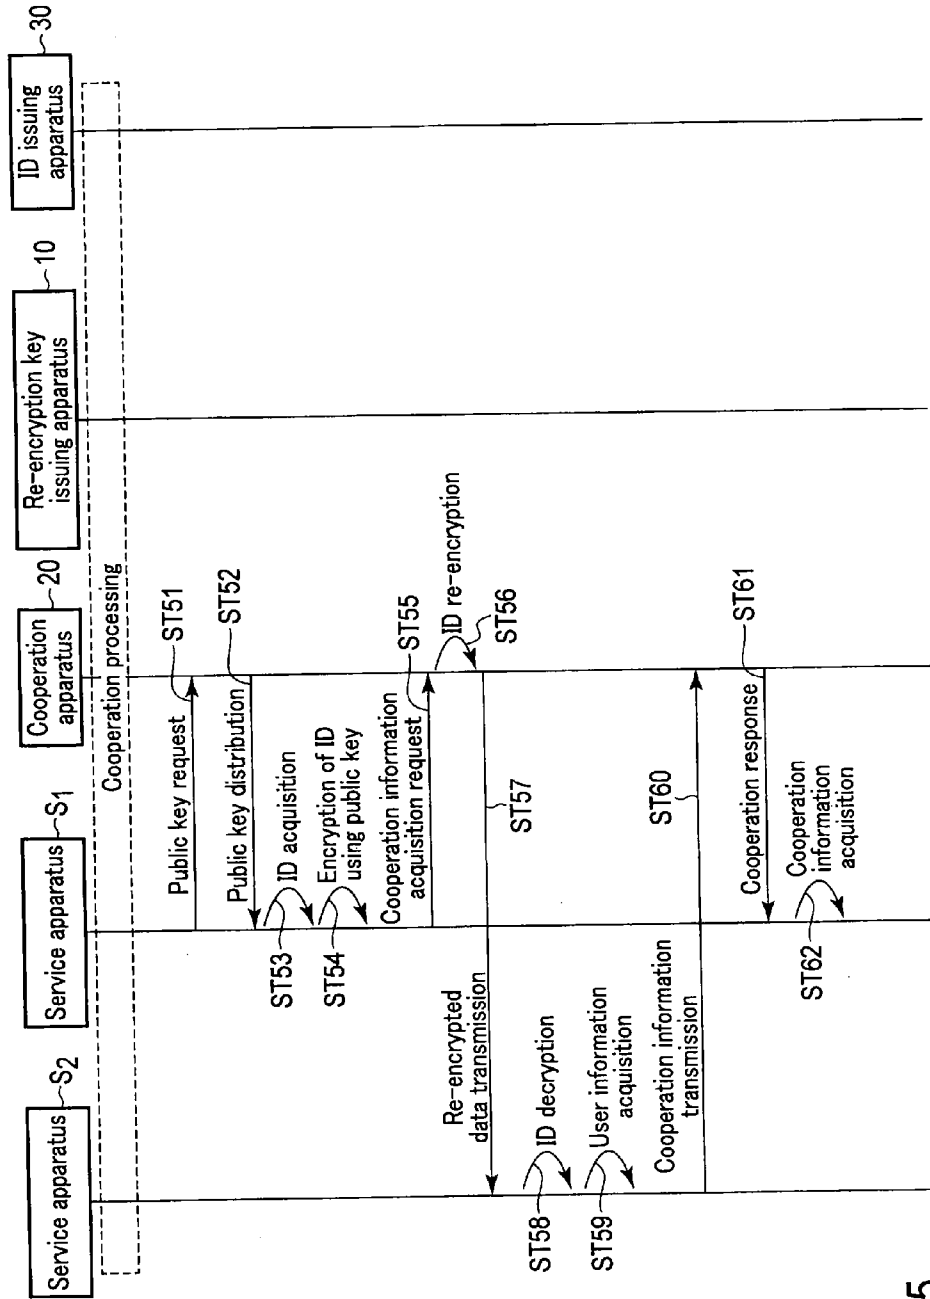 Service apparatus
S2
Service apparatus
S1
Cooperation
apparatus
20
Re-encryption key
issuing apparatus
10
ID issuing
apparatus
30
Cooperation processing
Public key request
ST51
Public key distribution
ST52
ID acquisition
ST53
Encryption of ID
using public key
ST54
Cooperation information
acquisition request
ST55
ID re-encryption
ST56
Re-encrypted
data transmission
ST57
ID decryption
ST58
User information
acquisition
ST59
Cooperation information
transmission
ST60
Cooperation response
ST61
Cooperation
information
acquisition
ST62
5